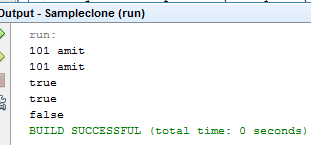 Output - Sampleclone (run)
run:
101 amit
101 amit
true
true
false
BUILD SUCCESSFUL (total time: 0 seconds)